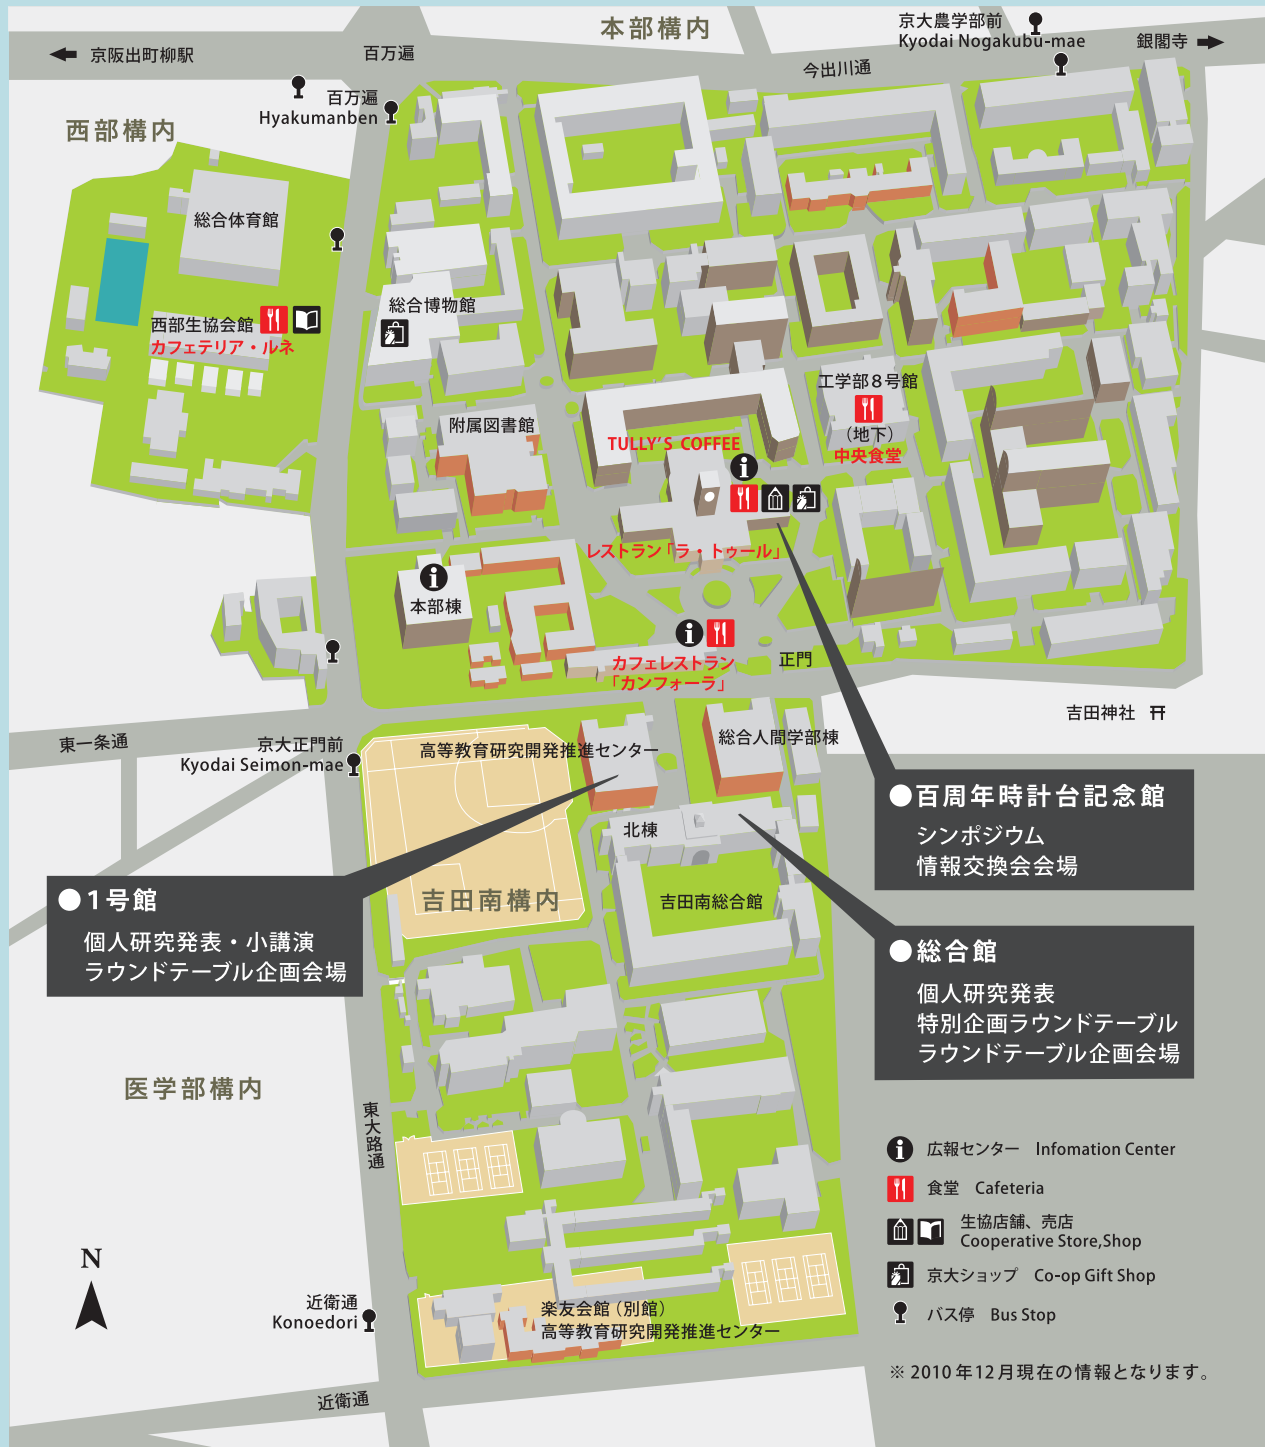 本部構内
京大農学部前
Kyodai Nogakubu-mae
銀閣寺
京阪出町柳駅
百万遍
今出川通
百万遍
Hyakumanben
西部構内
総合体育館
総合博物館
西部生協会館
カフェテリア・ルネ
工学部8号館
(地下)
中央食堂
附属図書館
TULLY'S COFFEE
レストラン「ラ・トゥール」
本部棟
カフェレストラン
「カンフォーラ」
正門
吉田神社
東一条通
京大正門前
Kyodai Seimon-mae
高等教育研究開発推進センター
総合人間学部棟
●百周年時計台記念館
シンポジウム
情報交換会会場
北棟
●1号館
個人研究発表・小講演
ラウンドテーブル企画会場
吉田南構内
吉田南総合館
●総合館
個人研究発表
特別企画ラウンドテーブル
ラウンドテーブル企画会場
医学部構内
東大路通
広報センター Infomation Center
食堂 Cafeteria
生協店舗、売店
Cooperative Store,Shop
京大ショップ Co-op Gift Shop
バス停 Bus Stop
N
近衛通
Konoedori
楽友会館(別館)
高等教育研究開発推進センター
近衛通
※ 2010年12月現在の情報となります。